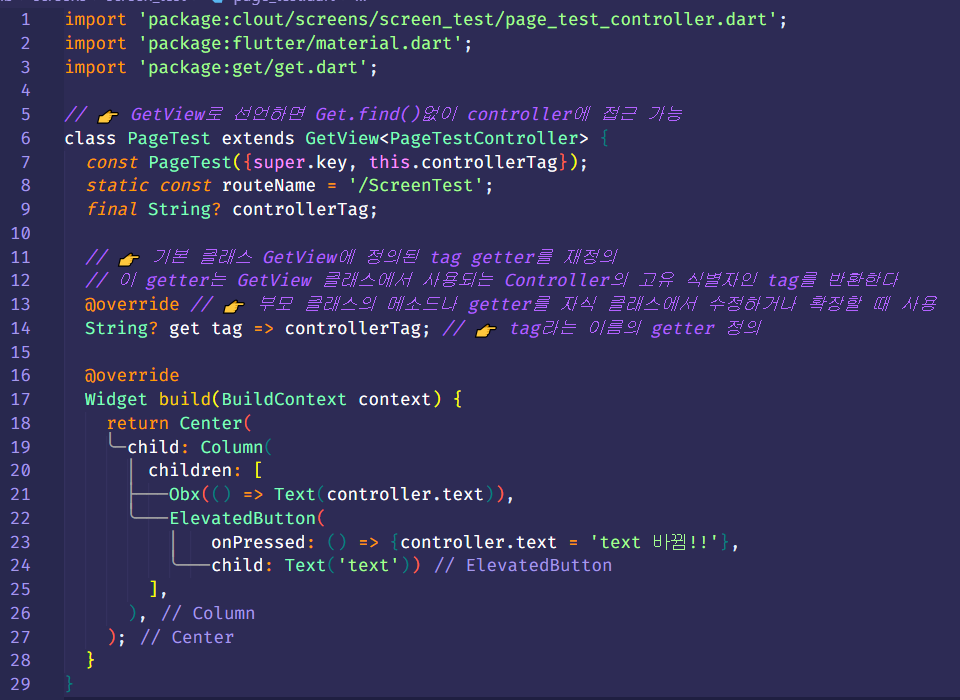 1 import 'package:clout/screens/screen_test/page_test_controller.dart';
2 import 'package:flutter/material.dart';
3 import 'package:get/get.dart';
4
5 // 👉 GetView로 선언하면 Get.find()없이 controller에 접근 가능
6 class PageTest extends GetView<PageTestController> {
7 const PageTest({super.key, this.controllerTag});
8 static const routeName = '/ScreenTest';
9 final String? controllerTag;
10
11 // 👉 기본 클래스 GetView에 정의된 tag getter를 재정의
12 // 이 getter는 GetView 클래스에서 사용되는 Controller의 고유 식별자인 tag를 반환한다
13 @override // 👉 부모 클래스의 메소드나 getter를 자식 클래스에서 수정하거나 확장할 때 사용
14 String? get tag => controllerTag; // 👉 tag라는 이름의 getter 정의
15
16 @override
17 Widget build(BuildContext context) {
18 return Center(
19 child: Column(
20 children: [
21 Obx(() => Text(controller.text)),
22 ElevatedButton(
23 onPressed: () => {controller.text = 'text 바뀜!!'},
24 child: Text('text')) // ElevatedButton
25 ],
26 ), // Column
27 ); // Center
28 }
29 }